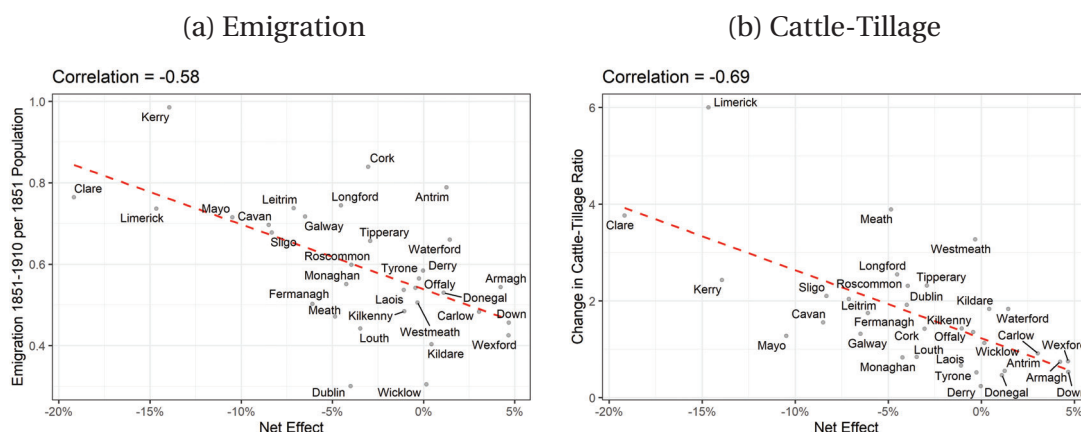 (a) Emigration
Correlation = -0.58
Emigration 1851-1910 per 1851 Population
1.0
0.8
0.6
0.4
Kerry
Cork
Clare
Antrim
Leitrim
Longford
Mayo
Limerick
Cavan
Galway
Sligo
Tipperary
Waterford
Roscommon
Tyrone
Derry
Monaghan
Offaly
Armagh
Fermanagh
Laois
Donegal
Meath
Kilkenny
Carlow
Down
Louth
Westmeath
Wexford
Kildare
Dublin
Wicklow
-20%
-15%
-10%
-5%
0%
5%
Net Effect
(b) Cattle-Tillage
Correlation = -0.69
Change in Cattle-Tillage Ratio
6
4
2
0
Limerick
Clare
Meath
Westmeath
Longford
Kerry
Sligo
Roscommon
Tipperary
Dublin
Kildare
Leitrim
Cavan
Fermanagh
Kilkenny
Waterford
Mayo
Galway
Cork
Offaly
Carlow
Wexford
Monaghan
Louth
Laois
Wicklow
Antrim
Tyrone
Armagh
Derry
Donegal
Down
-20%
-15%
-10%
-5%
0%
5%
Net Effect